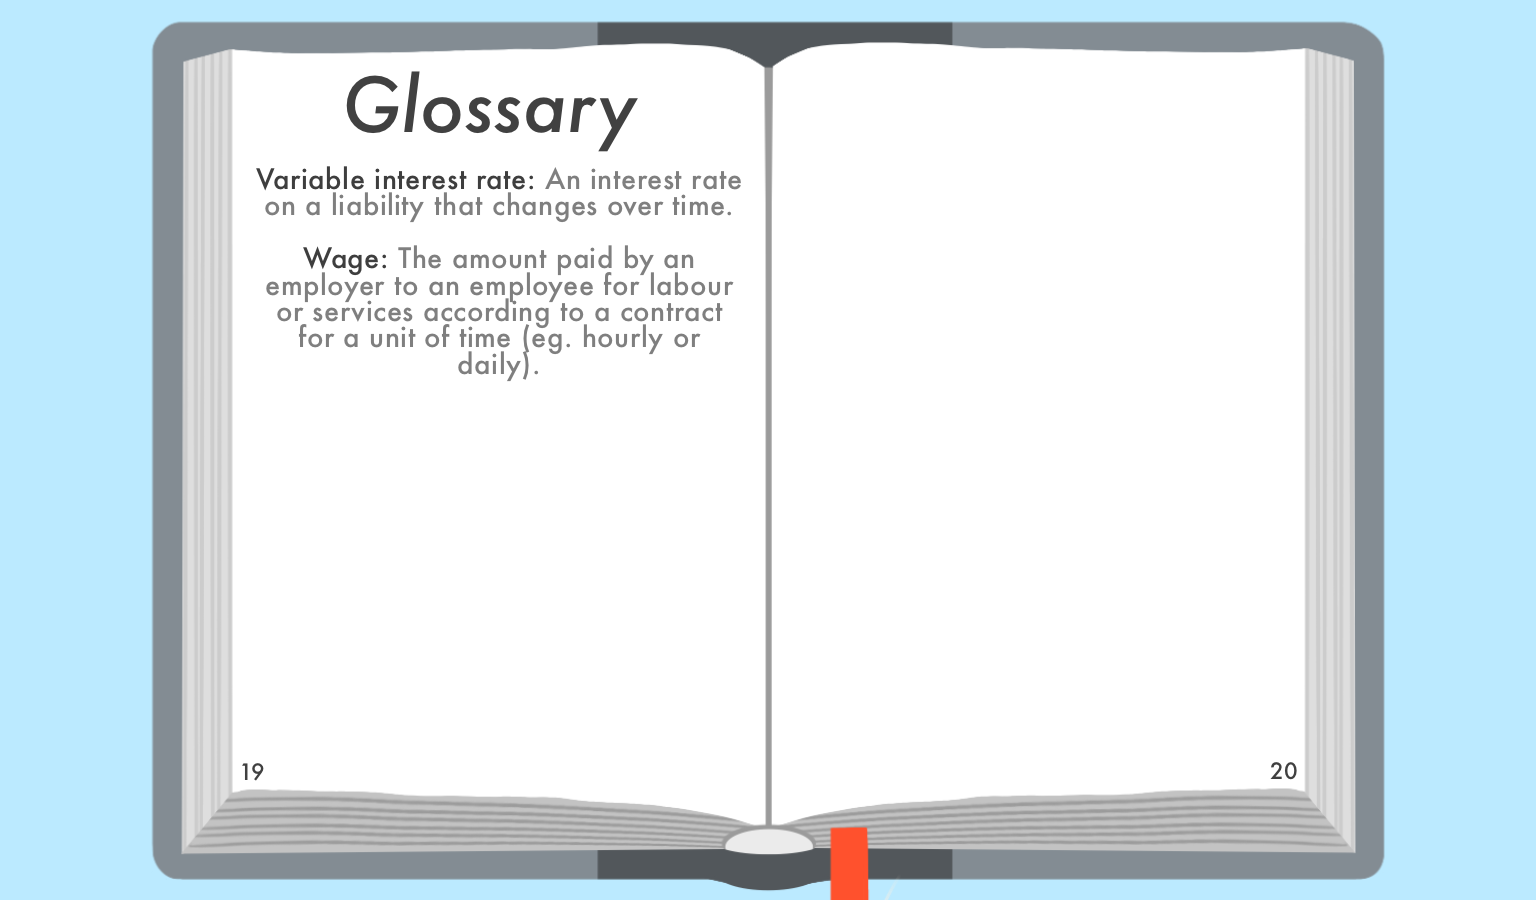 Glossary
Variable interest rate: An interest rate
on a liability that changes over time.
Wage: The amount paid by an
employer to an employee for labour
or services according to a contract
for a unit of time (eg. hourly or
daily).
19
20